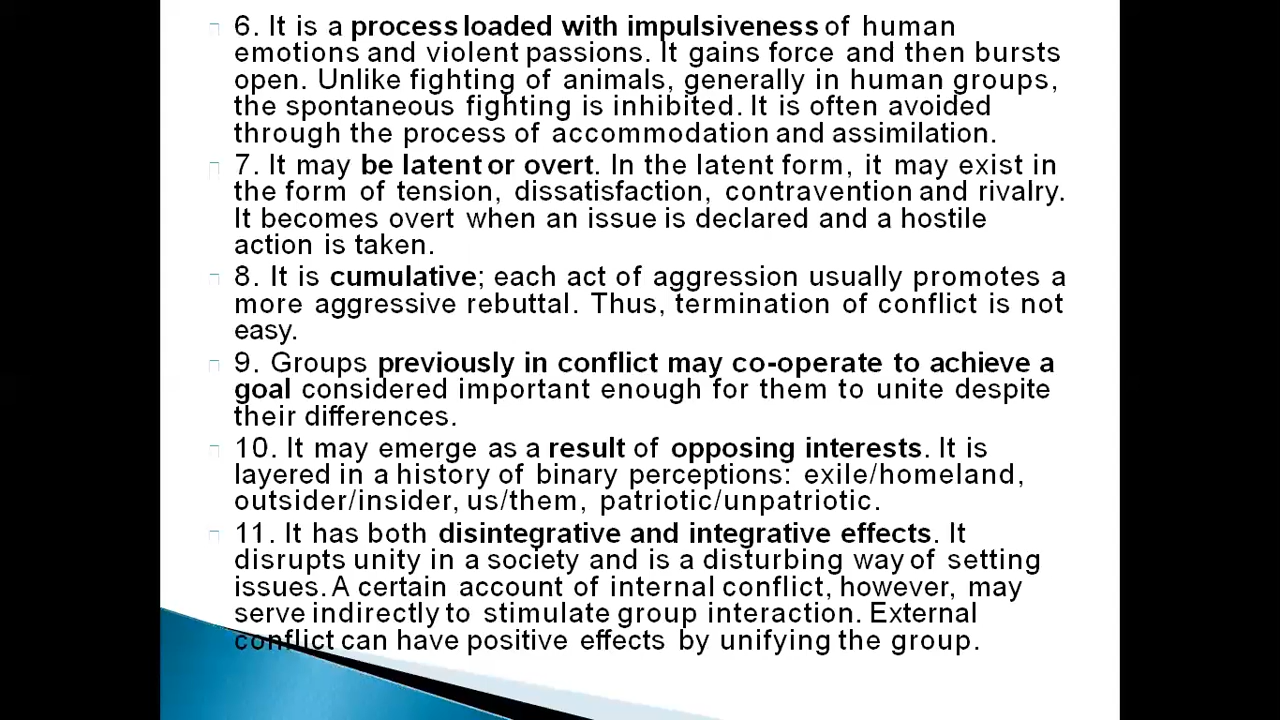 6. It is a process loaded with impulsiveness of human
emotions and violent passions. It gains force and then bursts
open. Unlike fighting of animals, generally in human groups,
the spontaneous fighting is inhibited. It is often avoided
through the process of accommodation and assimilation.
7. It may be latent or overt. In the latent form, it may exist in
the form of tension, dissatisfaction, contravention and rivalry.
It becomes overt when an issue is declared and a hostile
action is taken.
8. It is cumulative; each act of aggression usually promotes a
more aggressive rebuttal. Thus, termination of conflict is not
easy.
9. Groups previously in conflict may co-operate to achieve a
goal considered important enough for them to unite despite
their differences.
10. It may emerge as a result of opposing interests. It is
layered in a history of binary perceptions: exile/homeland,
outsider/insider, us/them, patriotic/unpatriotic.
11. It has both disintegrative and integrative effects. It
disrupts unity in a society and is a disturbing way of setting
issues. A certain account of internal conflict, however, may
serve indirectly to stimulate group interaction. External
conflict can have positive effects by unifying the group.